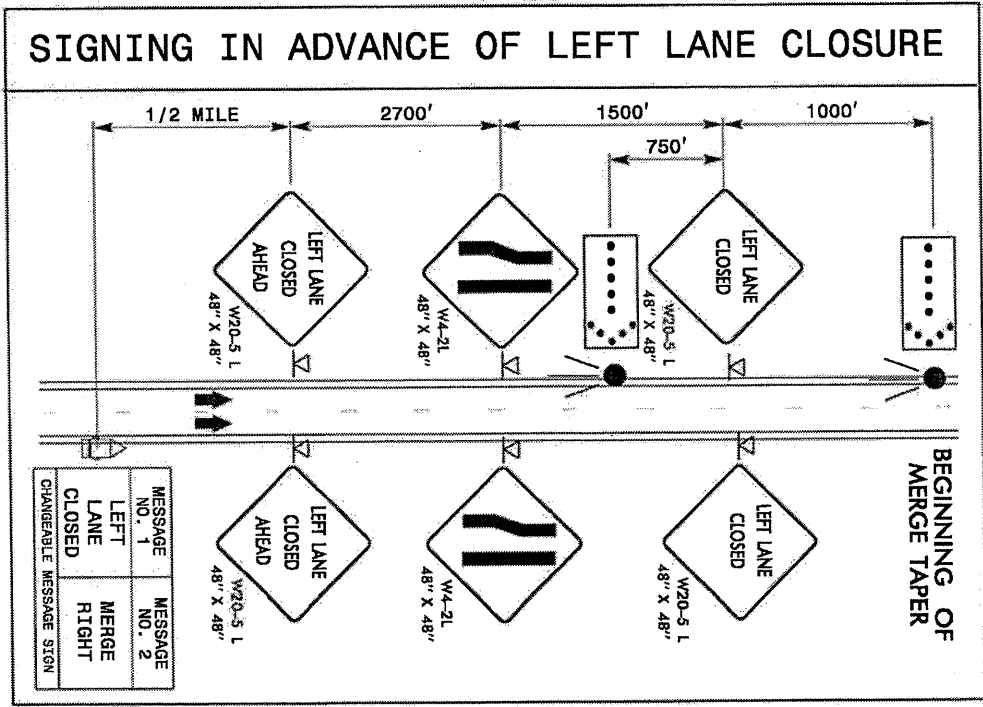 SIGNING IN ADVANCE OF LEFT LANE CLOSURE
1/2 MILE
2700'
1500'
1000'
750'
LEFT LANE
CLOSED
AHEAD
W20-5 L
48" X 48"
W4-2L
48" X 48"
LEFT LANE
CLOSED
W20-5 L
48" X 48"
LEFT LANE
CLOSED
AHEAD
W20-5 L
48" X 48"
W4-2L
48" X 48"
LEFT LANE
CLOSED
W20-5 L
48" X 48"
BEGINNING OF
MERGE TAPER
MESSAGE
NO. 1
MESSAGE
NO. 2
LEFT
LANE
CLOSED
MERGE
RIGHT
CHANGEABLE MESSAGE SIGN